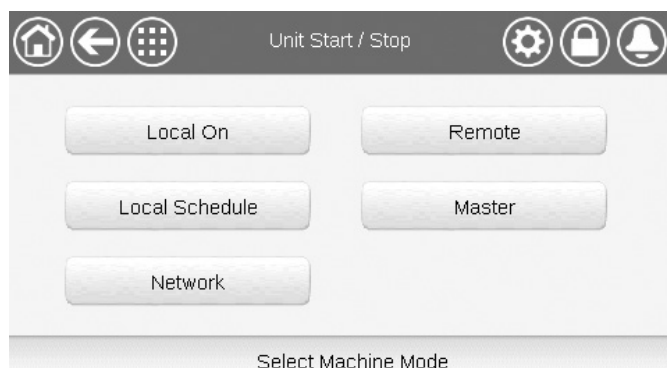 Unit Start / Stop
Local On
Remote
Local Schedule
Master
Network
Select Machine Mode